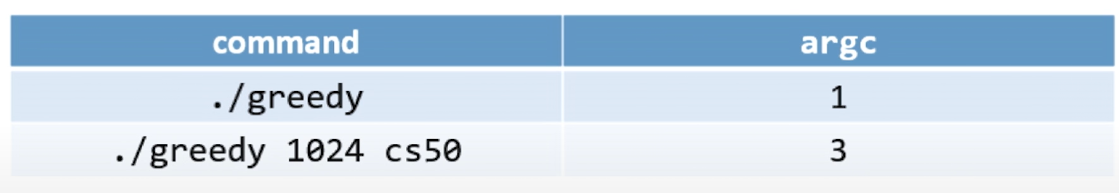 command argc
./greedy 1
./greedy 1024 cs50 3